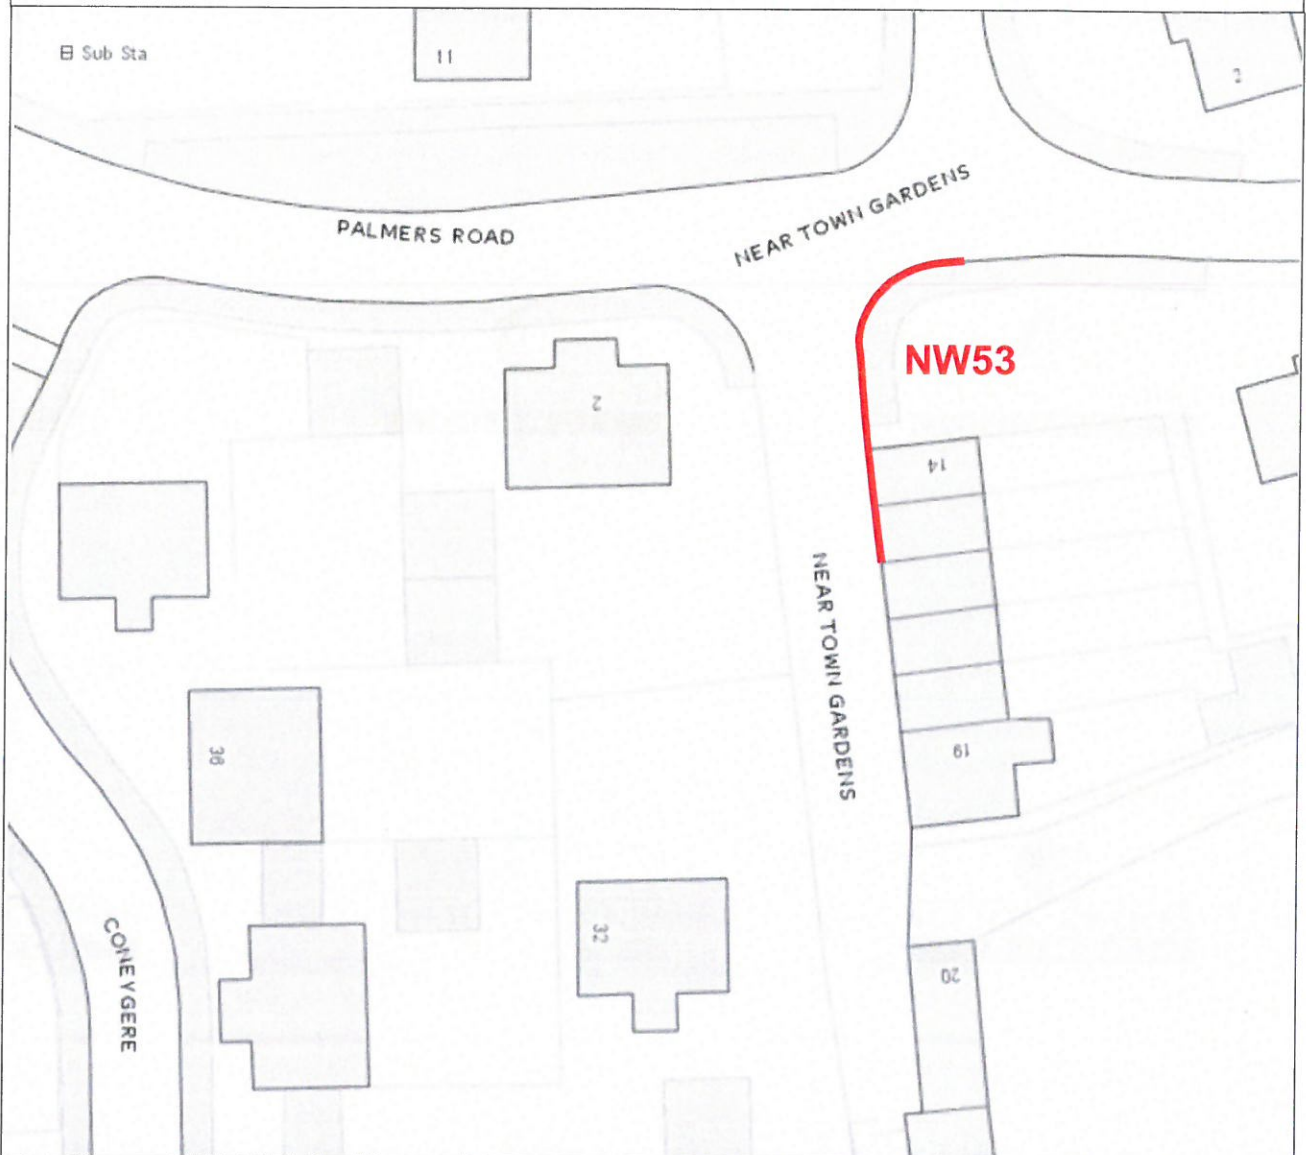 Sub Sta
11
2
PALMERS ROAD
NEAR TOWN GARDENS
NW53
2
14
NEAR TOWN GARDENS
36
19
CONEYGERE
32
20